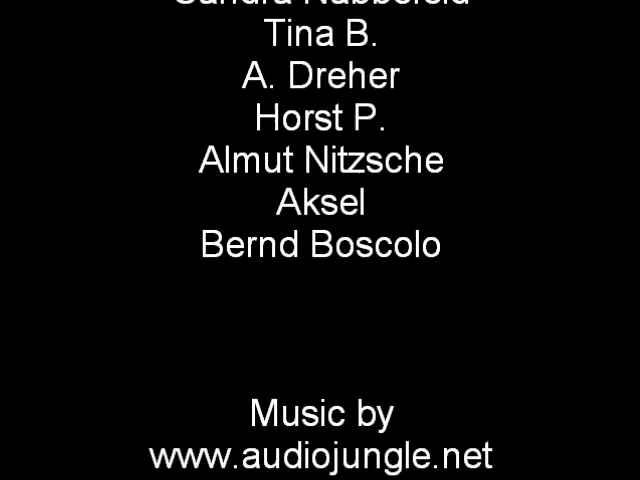 Tina B.
A. Dreher
Horst P.
Almut Nitzsche
Aksel
Bernd Boscolo
Music by
www.audiojungle.net